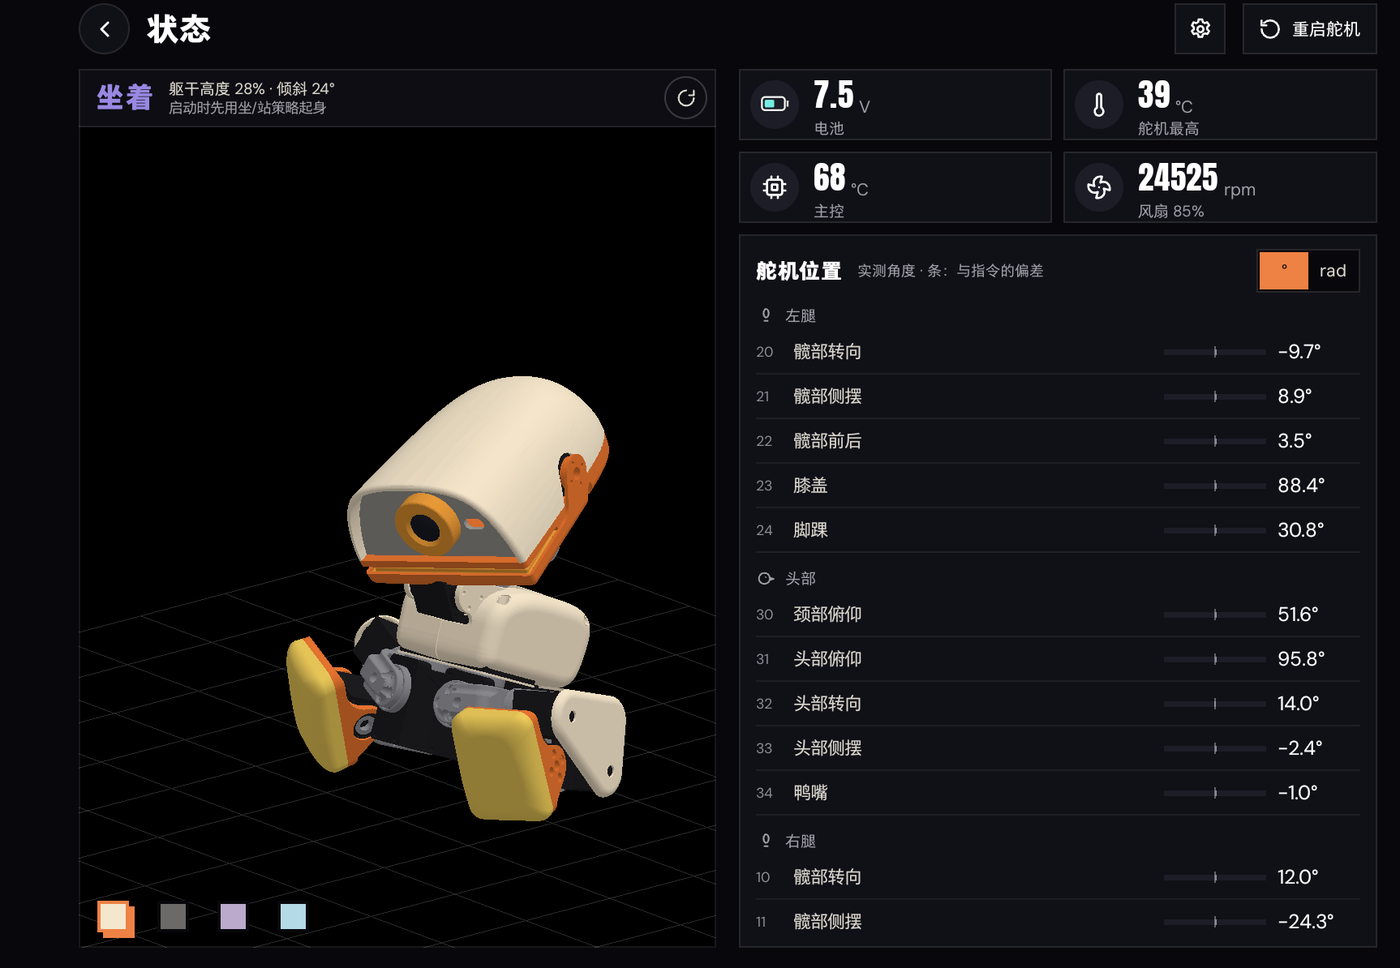 状态
重启舵机
坐着
躯干高度 28% · 倾斜 24°
启动时先用坐/站策略起身
7.5 V
电池
39 °C
舵机最高
68 °C
主控
24525 rpm
风扇 85%
舵机位置 实测角度 · 条：与指令的偏差
° rad
左腿
20 髋部转向 −9.7°
21 髋部侧摆 8.9°
22 髋部前后 3.5°
23 膝盖 88.4°
24 脚踝 30.8°
头部
30 颈部俯仰 51.6°
31 头部俯仰 95.8°
32 头部转向 14.0°
33 头部侧摆 −2.4°
34 鸭嘴 −1.0°
右腿
10 髋部转向 12.0°
11 髋部侧摆 −24.3°